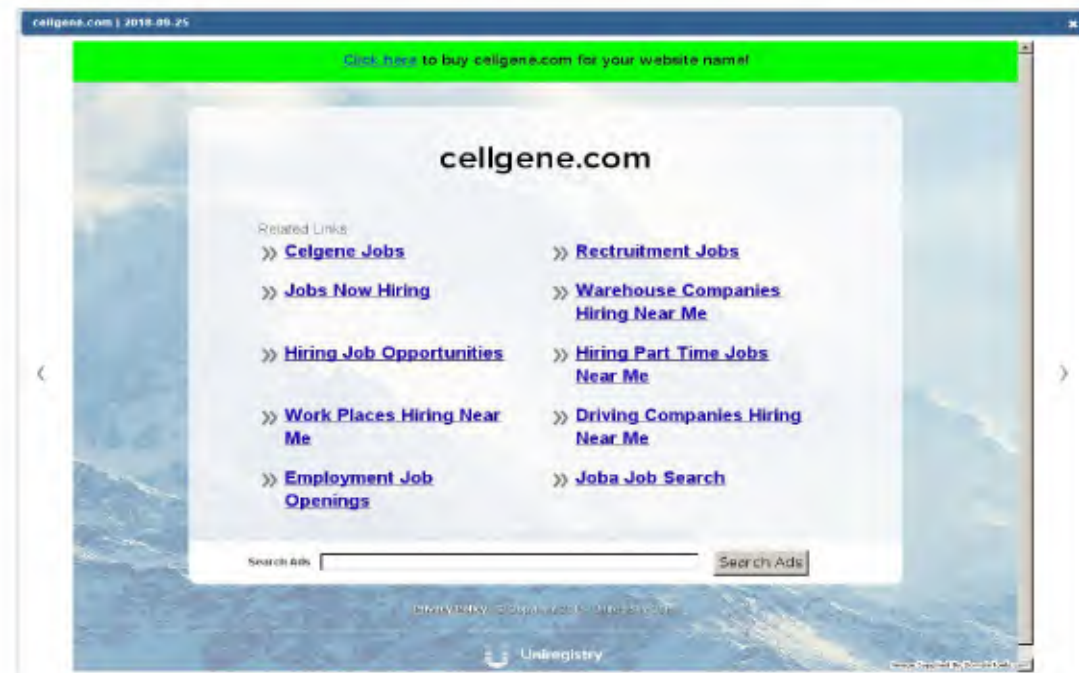 cellgene.com | 2018-09-25
Click here to buy cellgene.com for your website name!
cellgene.com
Related Links
Celgene Jobs
Rectruitment Jobs
Jobs Now Hiring
Warehouse Companies
Hiring Near Me
Hiring Job Opportunities
Hiring Part Time Jobs
Near Me
Work Places Hiring Near
Me
Driving Companies Hiring
Near Me
Employment Job
Openings
Joba Job Search
Search Ads
Search Ads
Privacy Policy
Uniregistry